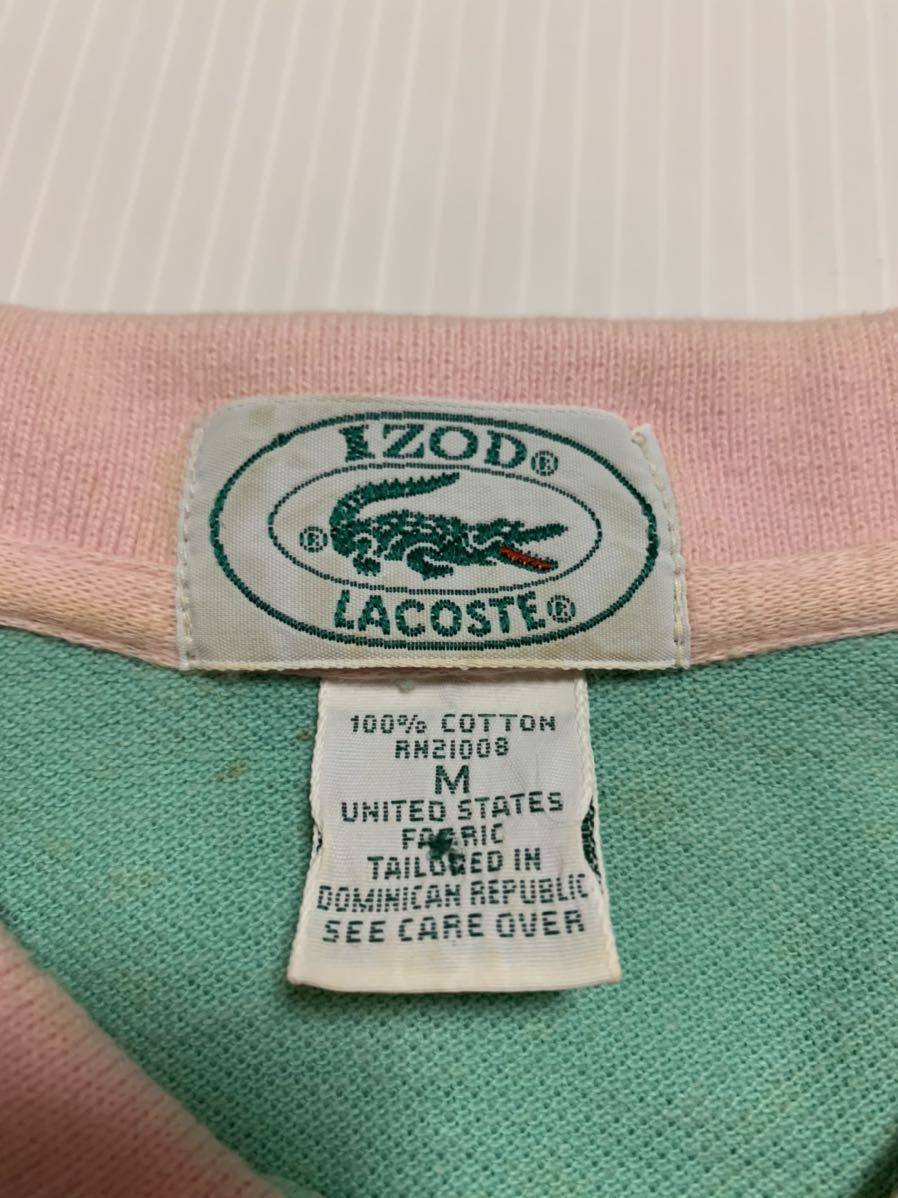 IZOD®
®
LACOSTE®
100% COTTON
RN21008
M
UNITED STATES
FABRIC
TAILORED IN
DOMINICAN REPUBLIC
SEE CARE OVER